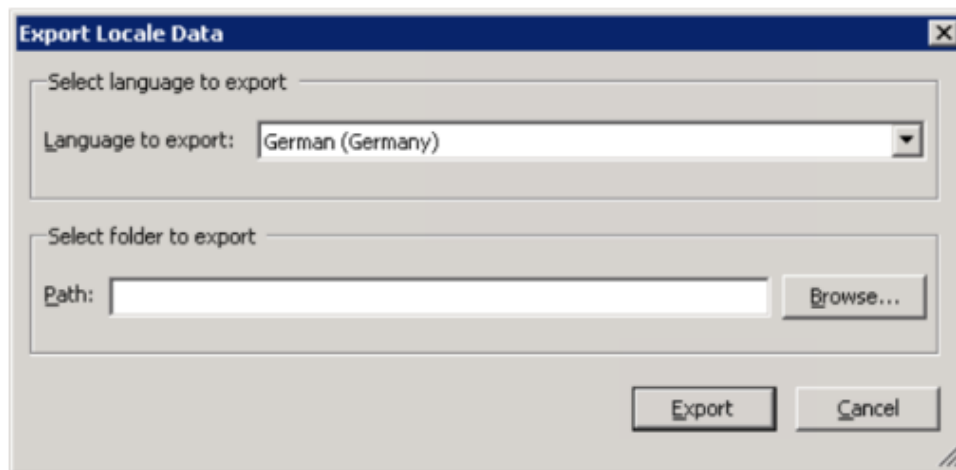 Export Locale Data
Select language to export
Language to export: German (Germany)
Select folder to export
Path: Browse...
Export Cancel